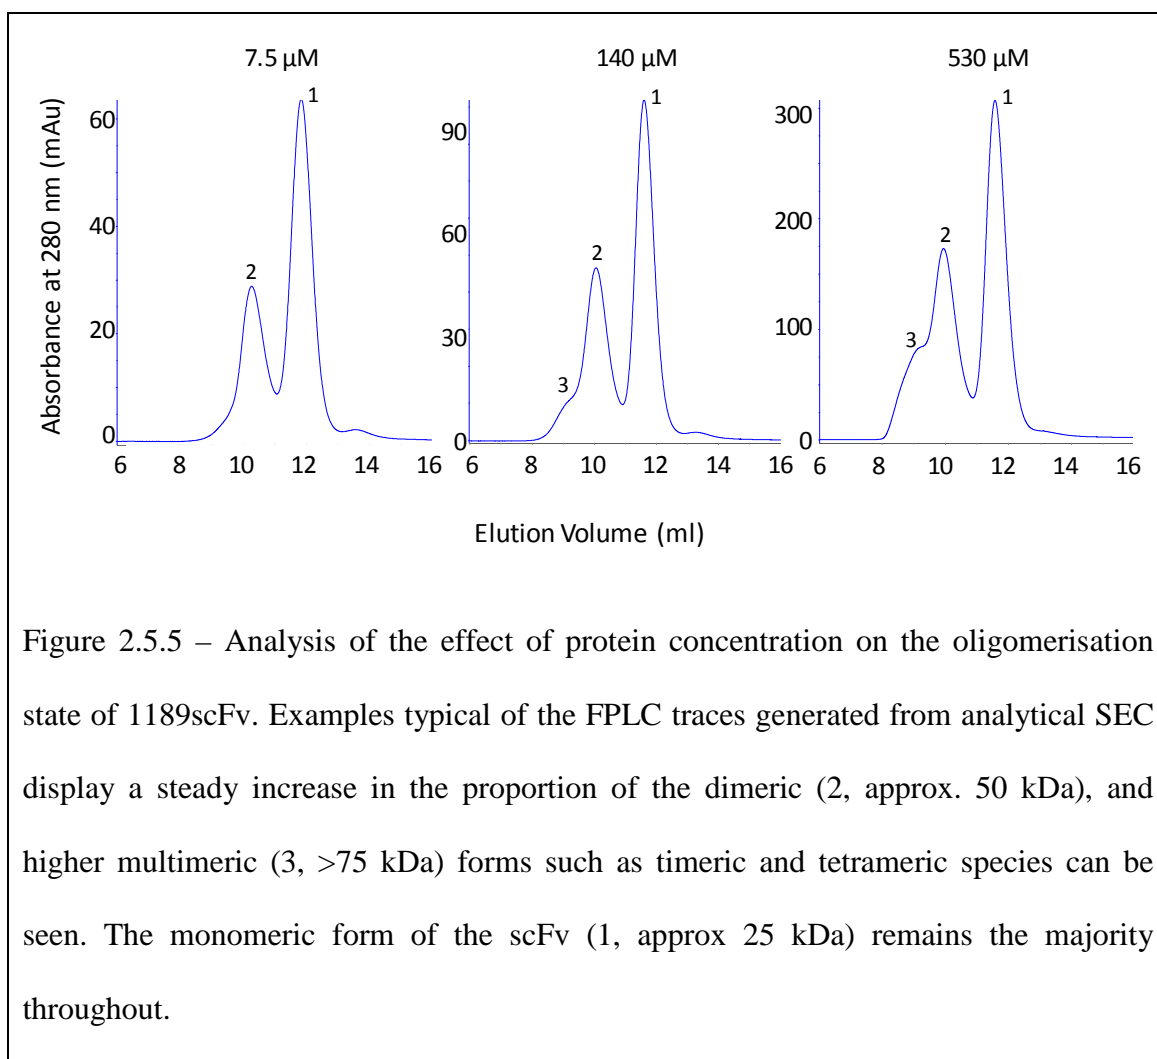 7.5 µM 140 µM 530 µM
Absorbance at 280 nm (mAu)
60
40
20
0
1
2
6 8 10 12 14 16
90
60
30
0
1
2
3
6 8 10 12 14 16
300
200
100
0
1
2
3
6 8 10 12 14 16
Elution Volume (ml)
Figure 2.5.5 – Analysis of the effect of protein concentration on the oligomerisation
state of 1189scFv. Examples typical of the FPLC traces generated from analytical SEC
display a steady increase in the proportion of the dimeric (2, approx. 50 kDa), and
higher multimeric (3, >75 kDa) forms such as timeric and tetrameric species can be
seen. The monomeric form of the scFv (1, approx 25 kDa) remains the majority
throughout.